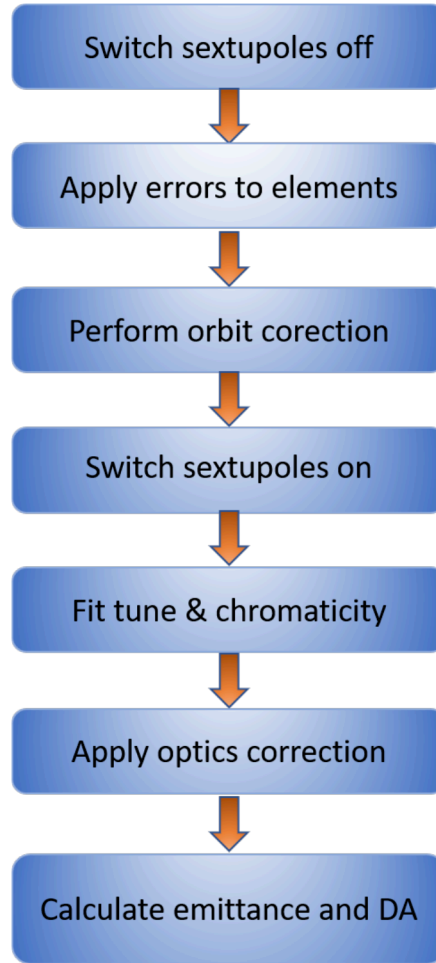 Switch sextupoles off
Apply errors to elements
Perform orbit corection
Switch sextupoles on
Fit tune & chromaticity
Apply optics correction
Calculate emittance and DA